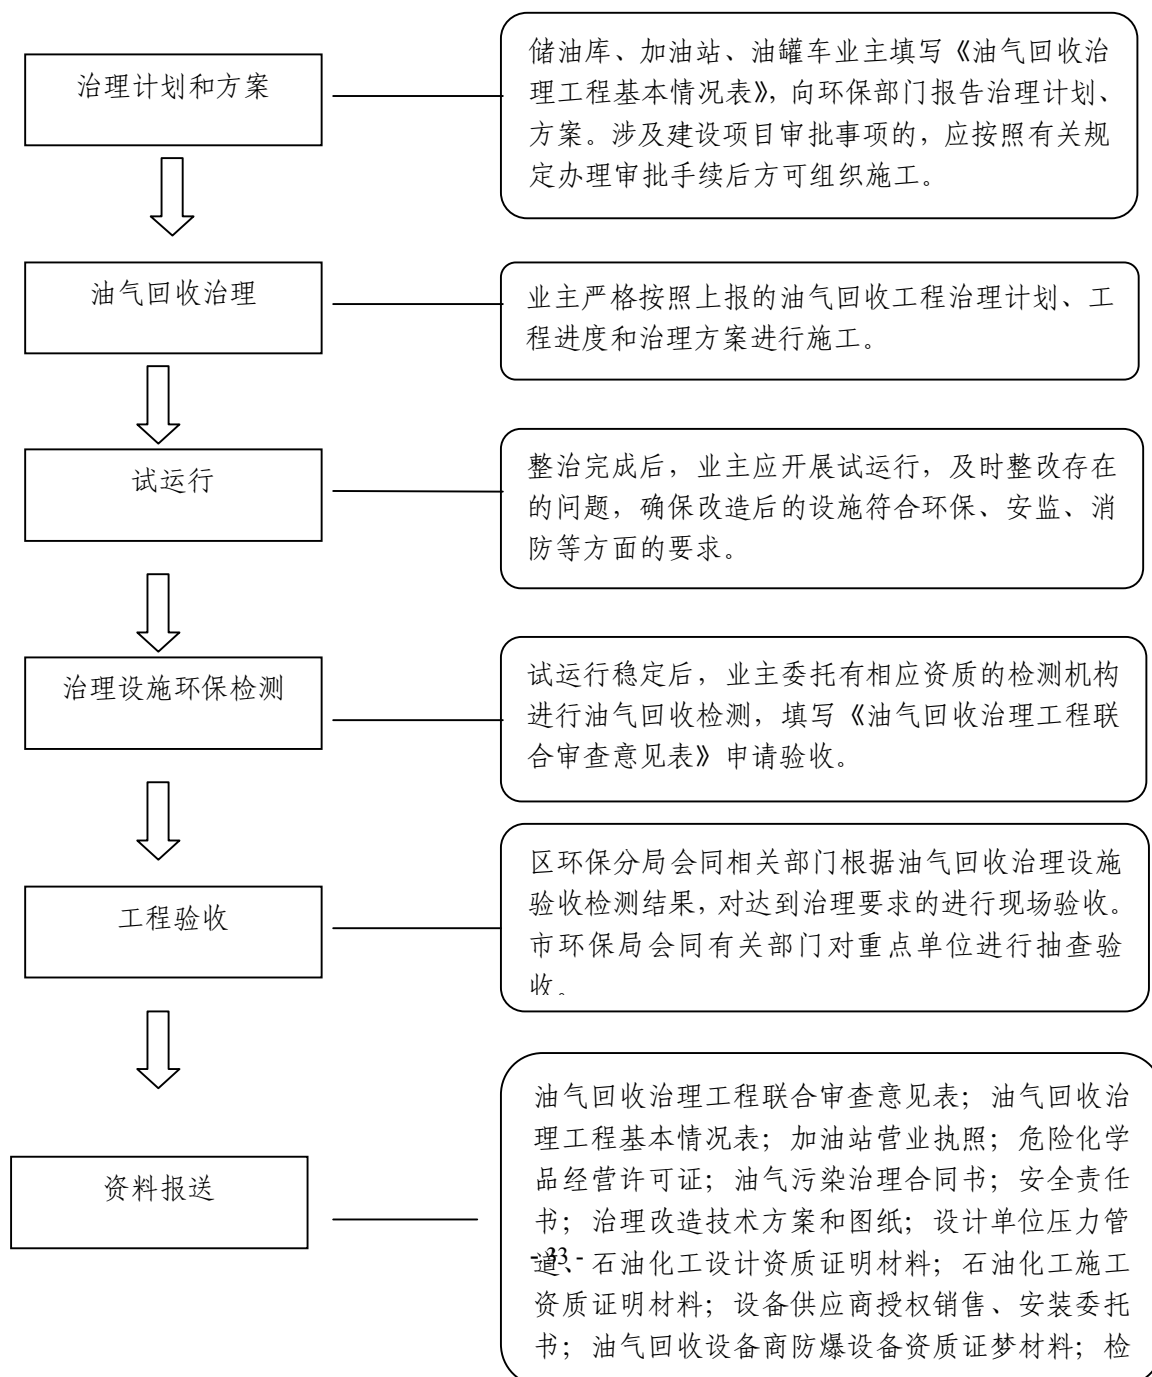 治理计划和方案
储油库、加油站、油罐车业主填写《油气回收治
理工程基本情况表》，向环保部门报告治理计划、
方案。涉及建设项目审批事项的，应按照有关规
定办理审批手续后方可组织施工。
油气回收治理
业主严格按照上报的油气回收工程治理计划、工
程进度和治理方案进行施工。
试运行
整治完成后，业主应开展试运行，及时整改存在
的问题，确保改造后的设施符合环保、安监、消
防等方面的要求。
治理设施环保检测
试运行稳定后，业主委托有相应资质的检测机构
进行油气回收检测，填写《油气回收治理工程联
合审查意见表》申请验收。
工程验收
区环保分局会同相关部门根据油气回收治理设施
验收检测结果，对达到治理要求的进行现场验收。
市环保局会同有关部门对重点单位进行抽查验
收。
资料报送
油气回收治理工程联合审查意见表；油气回收治
理工程基本情况表；加油站营业执照；危险化学
品经营许可证；油气污染治理合同书；安全责任
书；治理改造技术方案和图纸；设计单位压力管
道、石油化工设计资质证明材料；石油化工施工
资质证明材料；设备供应商授权销售、安装委托
书；油气回收设备商防爆设备资质证梦材料；检
- 33 -